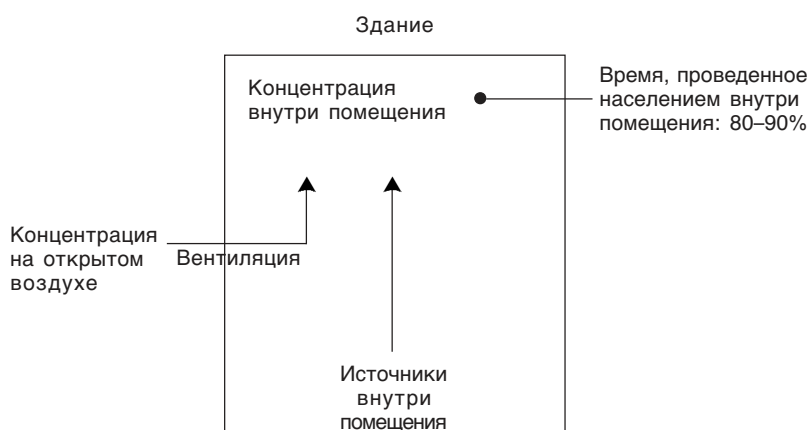 Здание
Концентрация
внутри помещения
Время, проведенное
населением внутри
помещения: 80–90%
Концентрация
на открытом
воздухе
Вентиляция
Источники
внутри
помещения